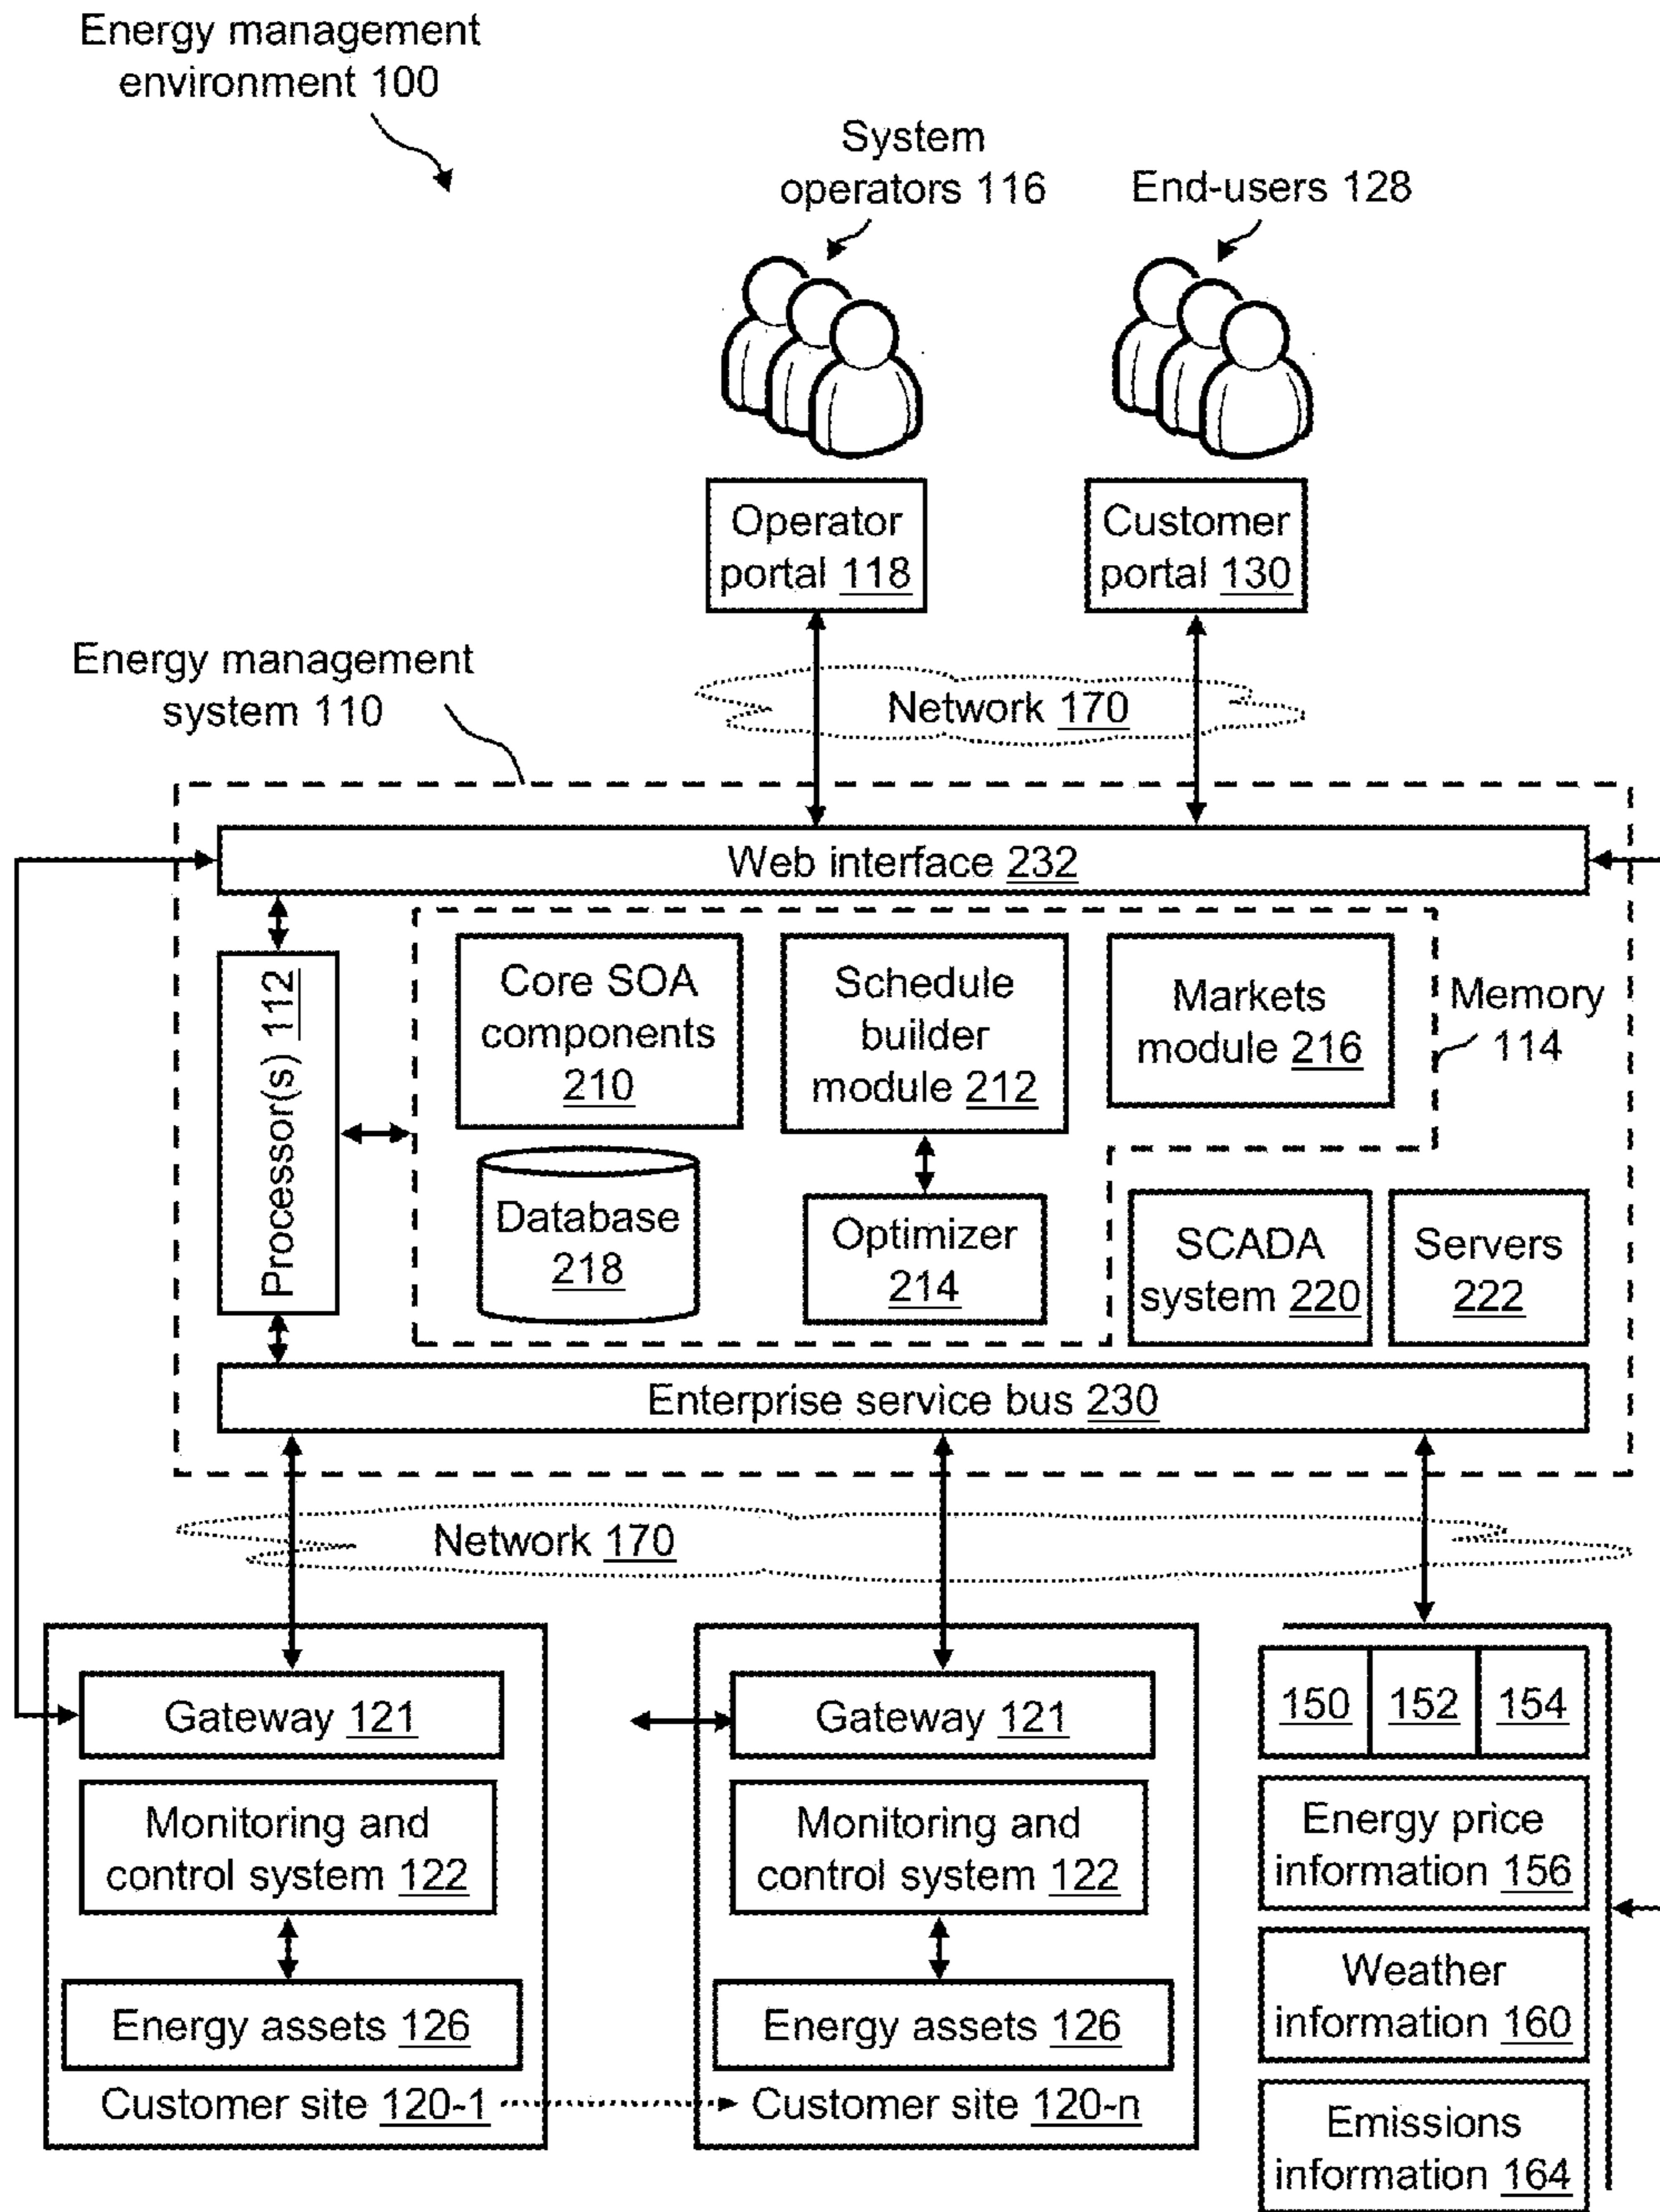 Energy management
environment 100
System
operators 116
End-users 128
Operator
portal 118
Customer
portal 130
Energy management
system 110
Network 170
Web interface 232
Processor(s) 112
Core SOA
components
210
Schedule
builder
module 212
Markets
module 216
Memory
114
Database
218
Optimizer
214
SCADA
system 220
Servers
222
Enterprise service bus 230
Network 170
Gateway 121
Monitoring and
control system 122
Energy assets 126
Customer site 120-1
Gateway 121
Monitoring and
control system 122
Energy assets 126
Customer site 120-n
150 152 154
Energy price
information 156
Weather
information 160
Emissions
information 164